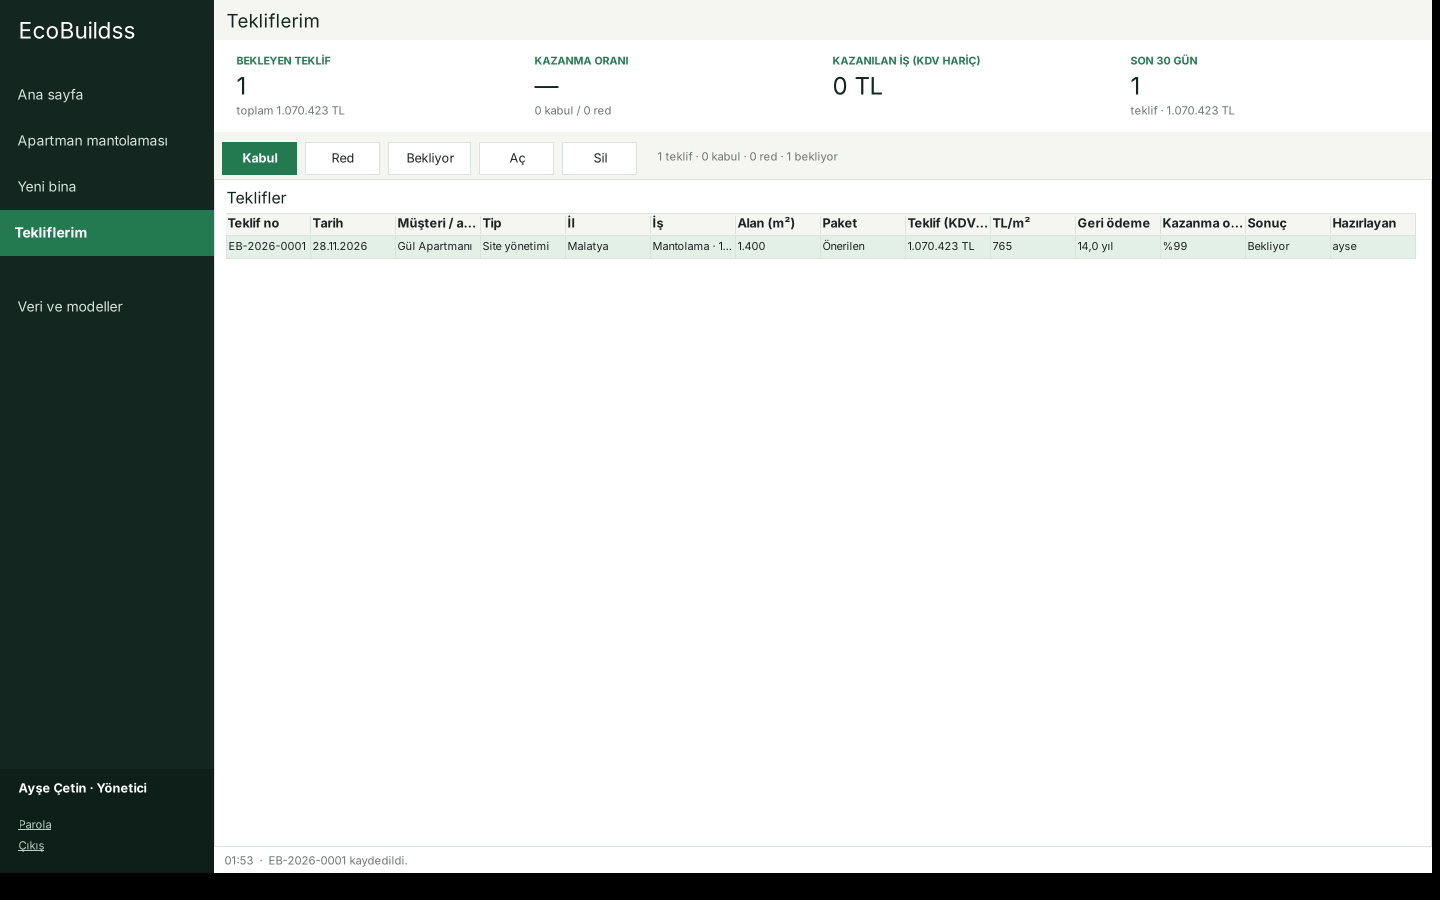 EcoBuildss
Ana sayfa
Apartman mantolaması
Yeni bina
Tekliflerim
Veri ve modeller
Ayşe Çetin · Yönetici
Parola
Çıkış
Tekliflerim
BEKLEYEN TEKLİF
1
toplam 1.070.423 TL
KAZANMA ORANI
—
0 kabul / 0 red
KAZANILAN İŞ (KDV HARİÇ)
0 TL
SON 30 GÜN
1
teklif · 1.070.423 TL
Kabul Red Bekliyor Aç Sil 1 teklif · 0 kabul · 0 red · 1 bekliyor
Teklifler
Teklif no Tarih Müşteri / a... Tip İl İş Alan (m²) Paket Teklif (KDV... TL/m² Geri ödeme Kazanma o... Sonuç Hazırlayan
EB-2026-0001 28.11.2026 Gül Apartmanı Site yönetimi Malatya Mantolama · 1... 1.400 Önerilen 1.070.423 TL 765 14,0 yıl %99 Bekliyor ayse
01:53 · EB-2026-0001 kaydedildi.